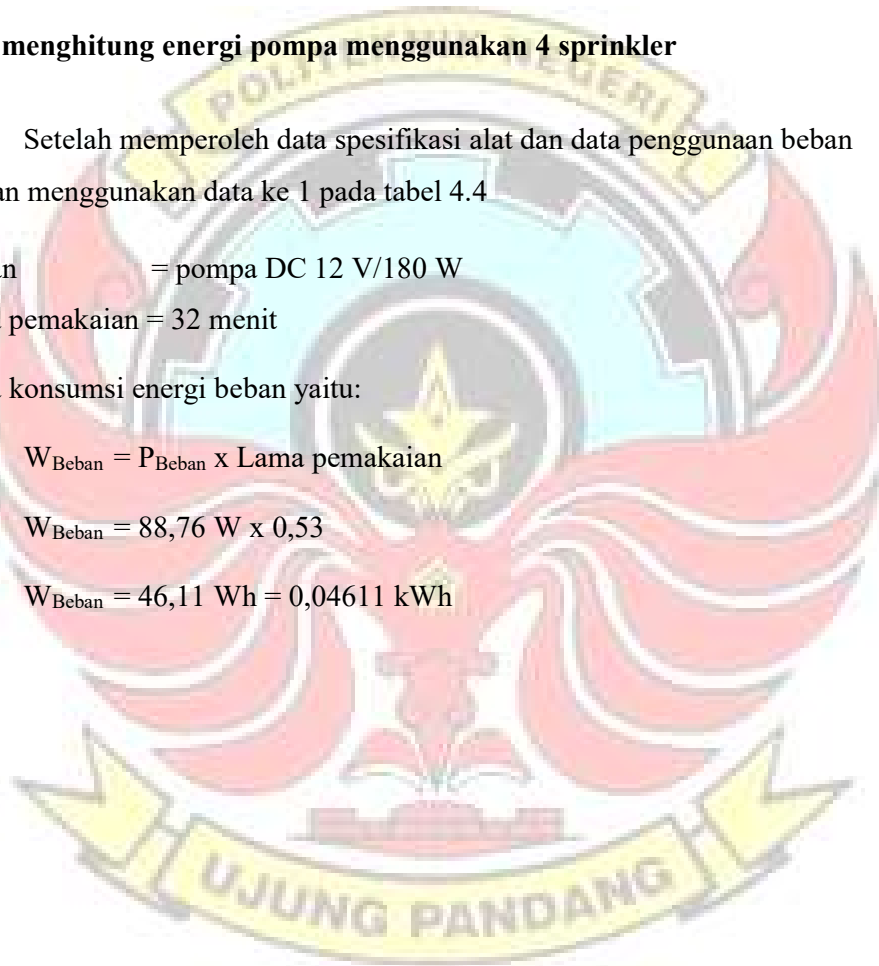 menghitung energi pompa menggunakan 4 sprinkler
POLITEKNIK NEGERI
Setelah memperoleh data spesifikasi alat dan data penggunaan beban
an menggunakan data ke 1 pada tabel 4.4
n = pompa DC 12 V/180 W
pemakaian = 32 menit
konsumsi energi beban yaitu:
WBeban = PBeban x Lama pemakaian
WBeban = 88,76 W x 0,53
WBeban = 46,11 Wh = 0,04611 kWh
UJUNG PANDANG